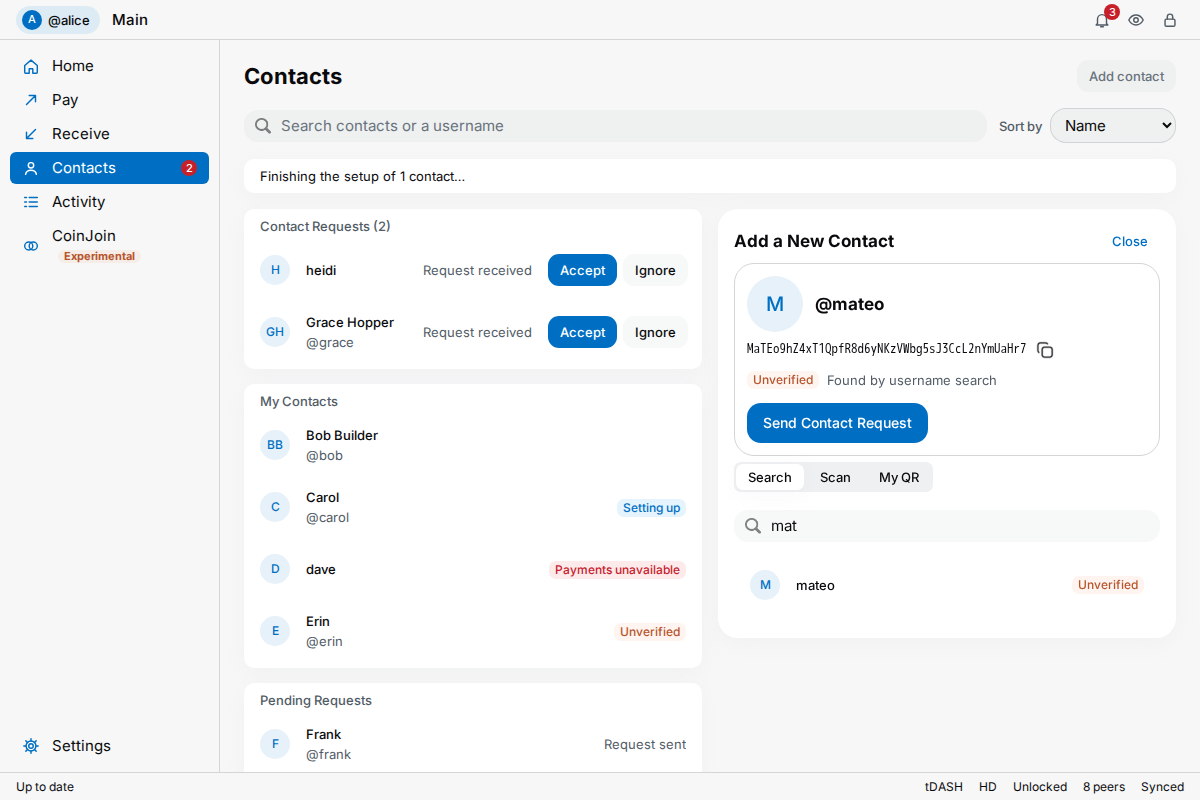 A @alice Main
3
Home
Pay
Receive
Contacts 2
Activity
CoinJoin
Experimental
Settings
Contacts
Add contact
Search contacts or a username
Sort by Name
Finishing the setup of 1 contact...
Contact Requests (2)
H heidi Request received Accept Ignore
GH Grace Hopper
@grace
Request received Accept Ignore
My Contacts
BB Bob Builder
@bob
C Carol
@carol
Setting up
D dave Payments unavailable
E Erin
@erin
Unverified
Pending Requests
F Frank
@frank
Request sent
Add a New Contact Close
M @mateo
MaTEo9hZ4xT1QpfR8d6yNKzVWbg5sJ3CcL2nYmUaHr7
Unverified Found by username search
Send Contact Request
Search Scan My QR
mat
M mateo Unverified
Up to date tDASH HD Unlocked 8 peers Synced